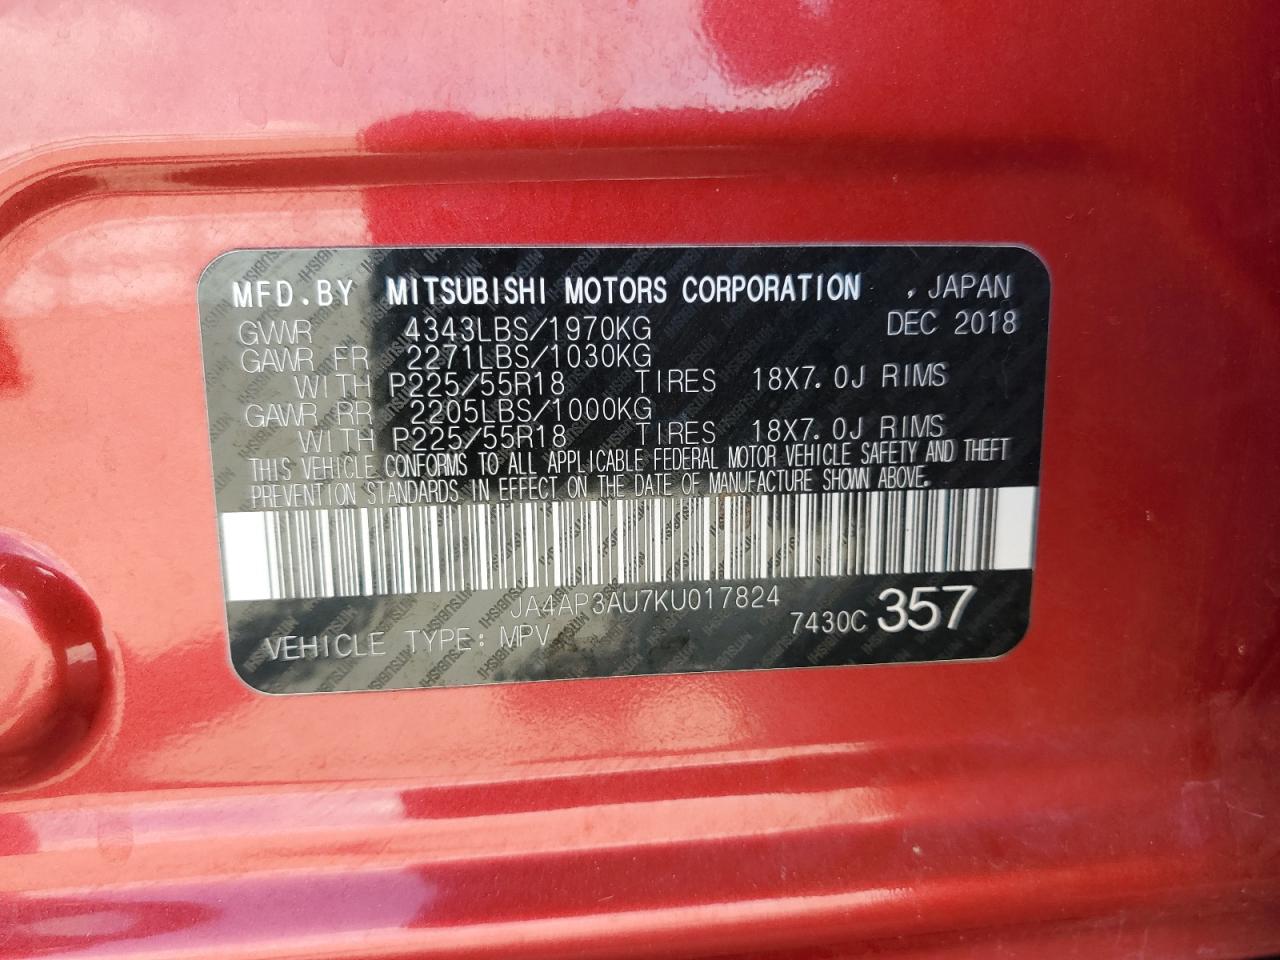 MFD.BY MITSUBISHI MOTORS CORPORATION , JAPAN
GVWR 4343LBS/1970KG DEC 2018
GAWR FR 2271LBS/1030KG
WITH P225/55R18 TIRES 18X7.0J RIMS
GAWR RR 2205LBS/1000KG
WITH P225/55R18 TIRES 18X7.0J RIMS
THIS VEHICLE CONFORMS TO ALL APPLICABLE FEDERAL MOTOR VEHICLE SAFETY AND THEFT
PREVENTION STANDARDS IN EFFECT ON THE DATE OF MANUFACTURE SHOWN ABOVE.
JA4AP3AU7KU017824
VEHICLE TYPE: MPV 7430C 357